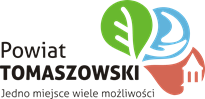 Powiat
TOMASZOWSKI
Jedno miejsce wiele możliwości